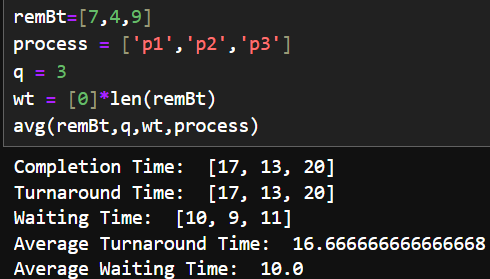 remBt=[7,4,9]
process = ['p1','p2','p3']
q = 3
wt = [0]*len(remBt)
avg(remBt,q,wt,process)
Completion Time:  [17, 13, 20]
Turnaround Time:  [17, 13, 20]
Waiting Time:  [10, 9, 11]
Average Turnaround Time:  16.666666666666668
Average Waiting Time:  10.0